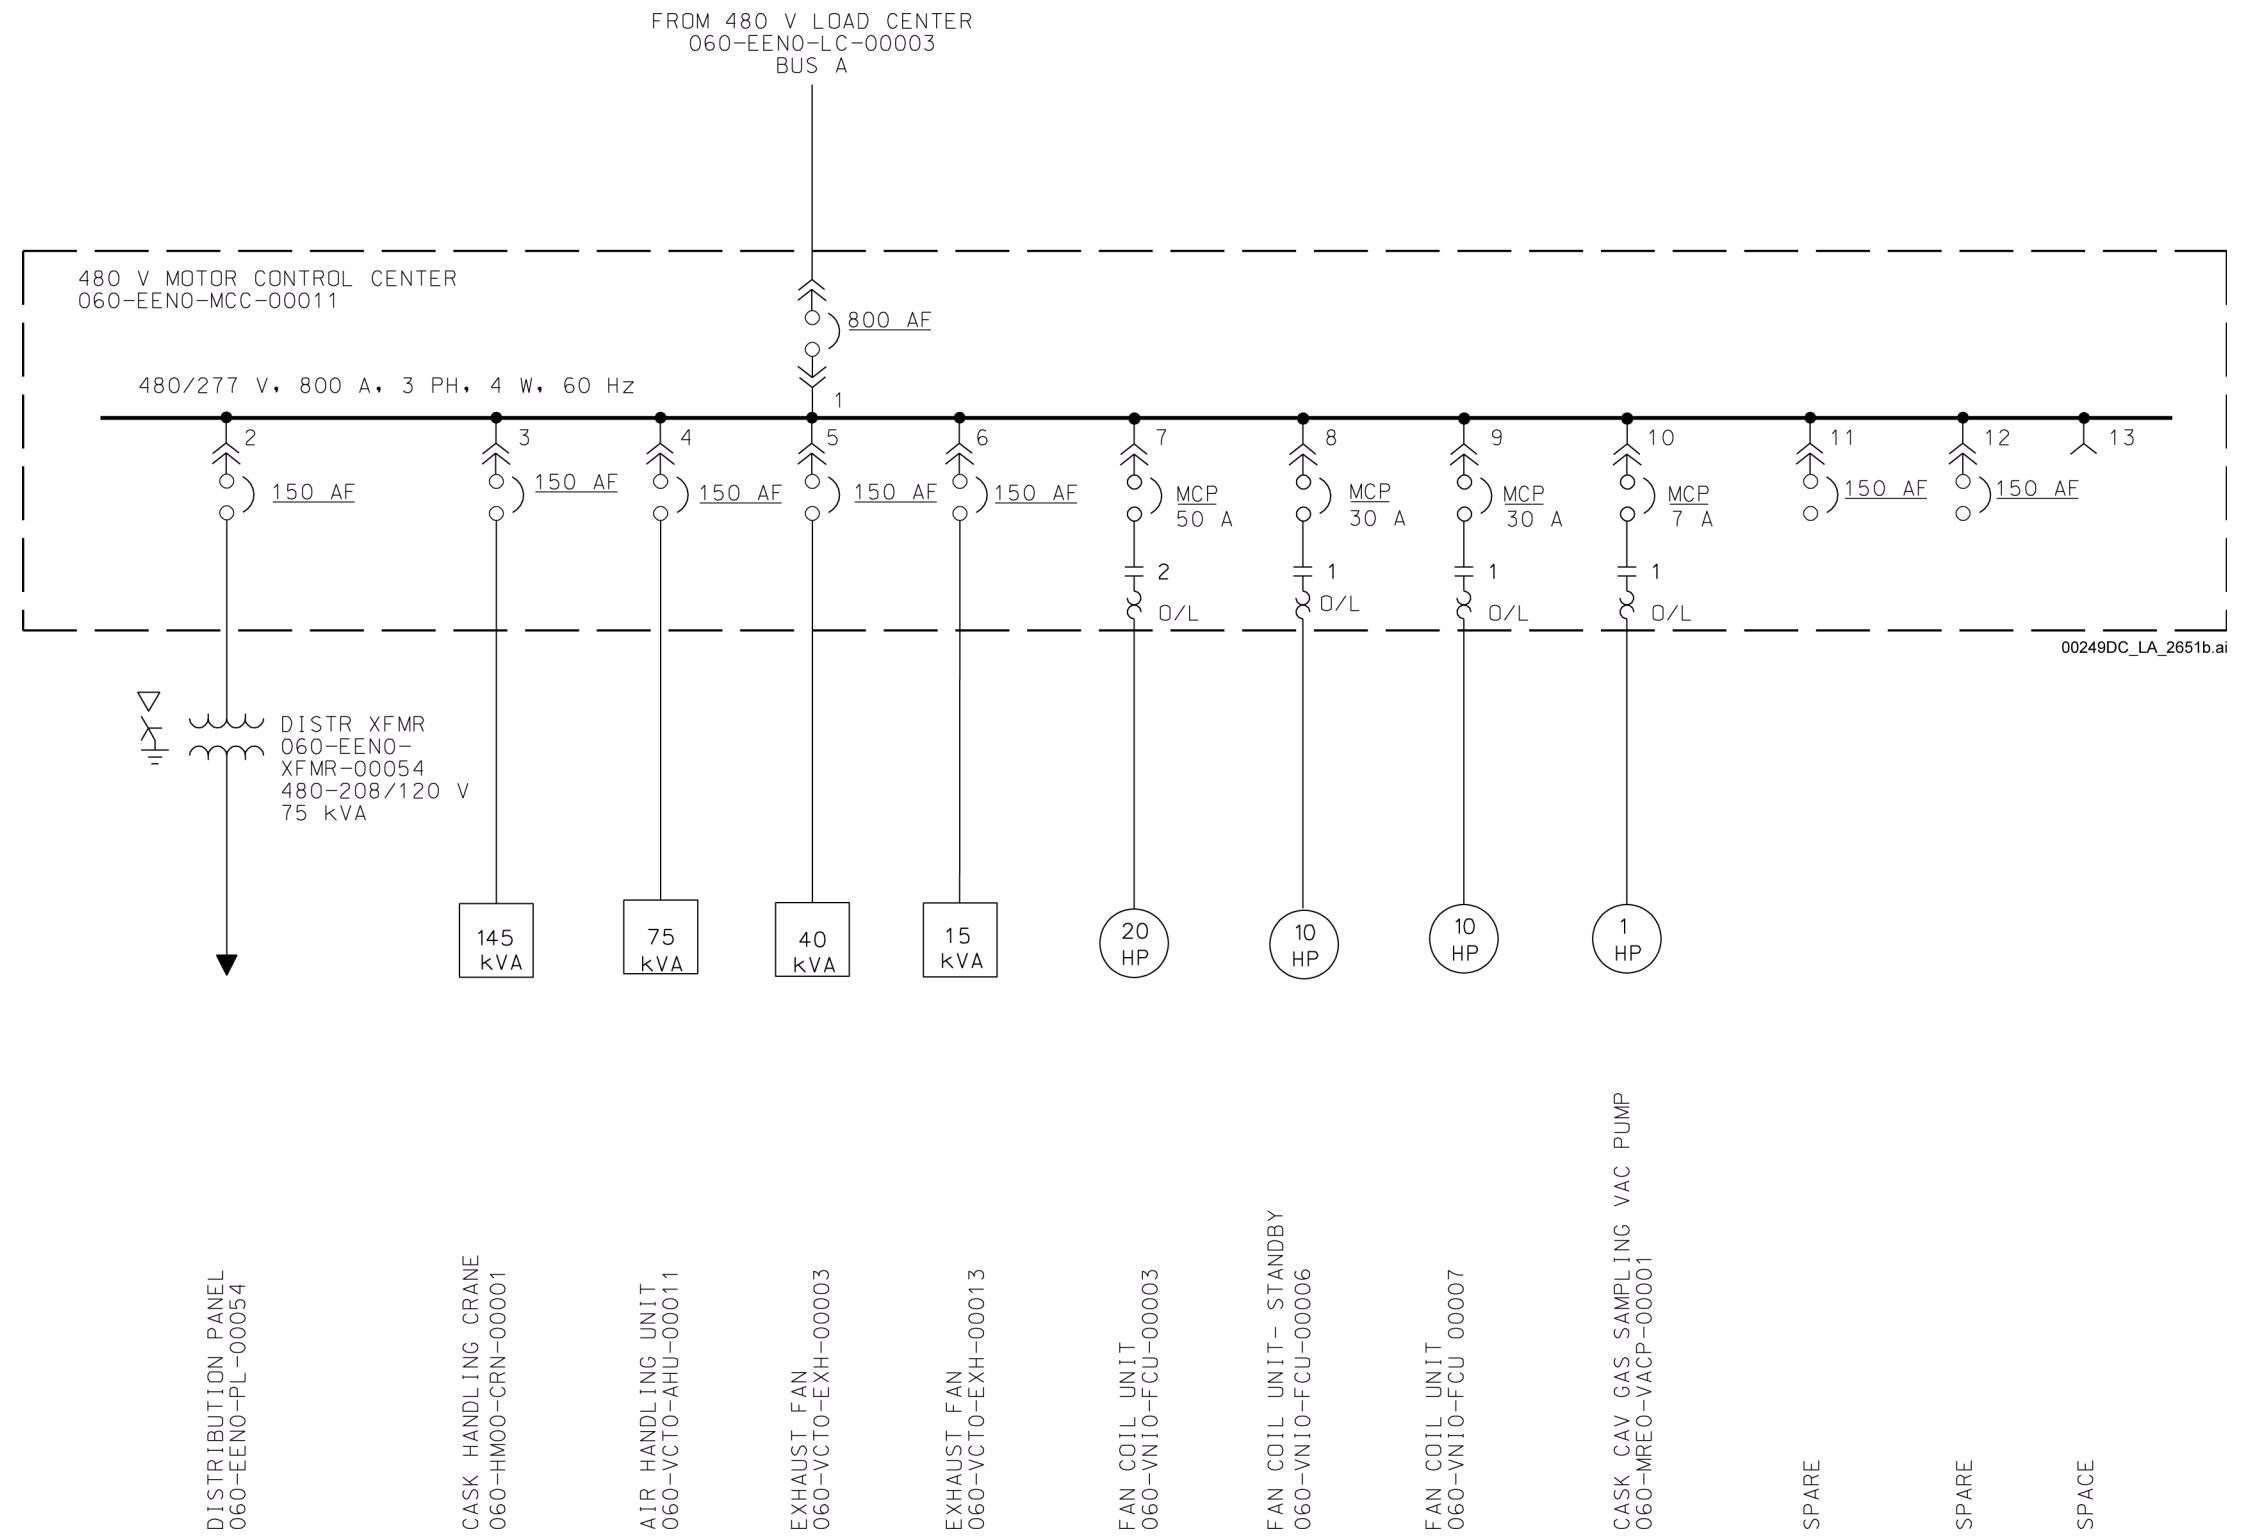 FROM 480 V LOAD CENTER
060-EEN0-LC-00003
BUS A
480 V MOTOR CONTROL CENTER
060-EEN0-MCC-00011
800 AF
480/277 V, 800 A, 3 PH, 4 W, 60 Hz
1
2
3
4
5
6
7
8
9
10
11
12
13
150 AF
150 AF
150 AF
150 AF
150 AF
MCP
50 A
MCP
30 A
MCP
30 A
MCP
7 A
150 AF
150 AF
2
1
1
1
O/L
O/L
O/L
O/L
00249DC_LA_2651b.ai
DISTR XFMR
060-EEN0-
XFMR-00054
480-208/120 V
75 kVA
145
kVA
75
kVA
40
kVA
15
kVA
20
HP
10
HP
10
HP
1
HP
DISTRIBUTION PANEL
060-EEN0-PL-00054
CASK HANDLING CRANE
060-HM00-CRN-00001
AIR HANDLING UNIT
060-VCT0-AHU-00011
EXHAUST FAN
060-VCT0-EXH-00003
EXHAUST FAN
060-VCT0-EXH-00013
FAN COIL UNIT
060-VNI0-FCU-00003
FAN COIL UNIT- STANDBY
060-VNI0-FCU-00006
FAN COIL UNIT
060-VNI0-FCU 00007
CASK CAV GAS SAMPLING VAC PUMP
060-MRE0-VACP-00001
SPARE
SPARE
SPACE